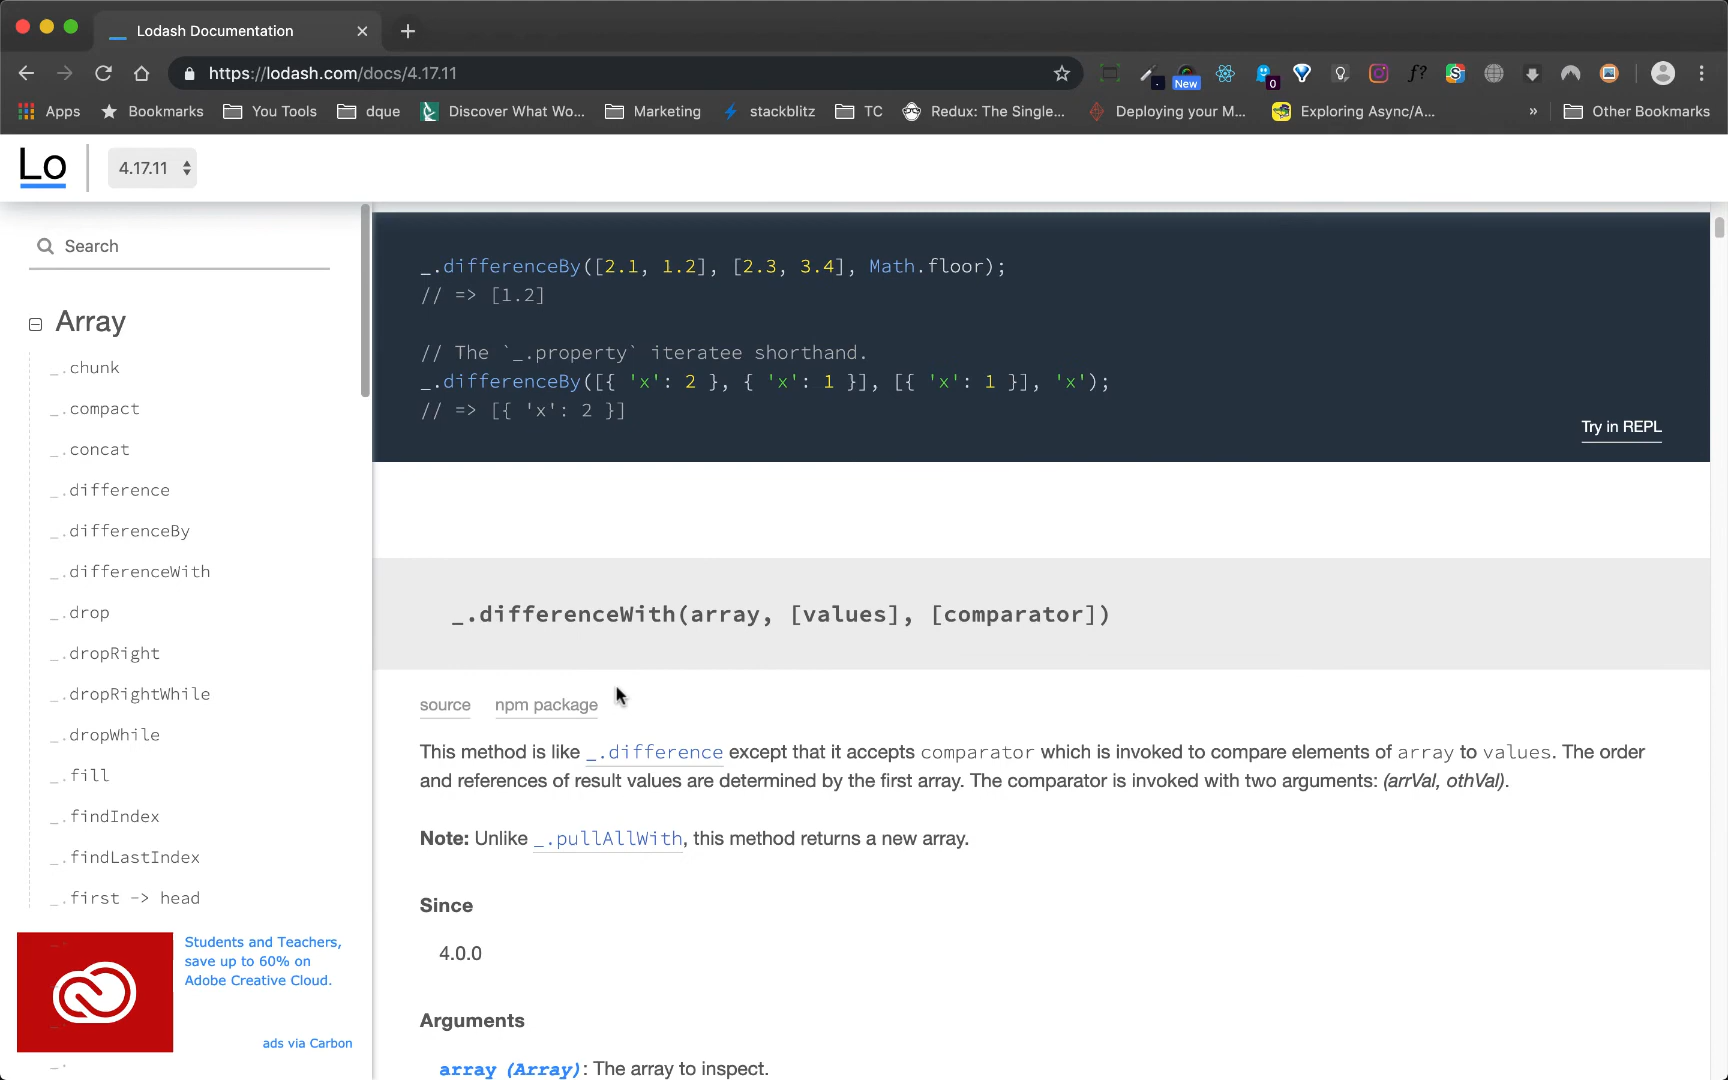 Lodash Documentation
https://lodash.com/docs/4.17.11
New
0
f?
Apps
Bookmarks
You Tools
dque
Discover What Wo...
Marketing
stackblitz
TC
Redux: The Single...
Deploying your M...
Exploring Async/A...
»
Other Bookmarks
Lo
4.17.11
Search
Array
_.chunk
_.compact
_.concat
_.difference
_.differenceBy
_.differenceWith
_.drop
_.dropRight
_.dropRightWhile
_.dropWhile
_.fill
_.findIndex
_.findLastIndex
_.first -> head
Students and Teachers,
save up to 60% on
Adobe Creative Cloud.
ads via Carbon
_.differenceBy([2.1, 1.2], [2.3, 3.4], Math.floor);
// => [1.2]
// The `_.property` iteratee shorthand.
_.differenceBy([{ 'x': 2 }, { 'x': 1 }], [{ 'x': 1 }], 'x');
// => [{ 'x': 2 }]
Try in REPL
_.differenceWith(array, [values], [comparator])
source npm package
This method is like _.difference except that it accepts comparator which is invoked to compare elements of array to values. The order
and references of result values are determined by the first array. The comparator is invoked with two arguments: (arrVal, othVal).
Note: Unlike _.pullAllWith, this method returns a new array.
Since
4.0.0
Arguments
array (Array): The array to inspect.